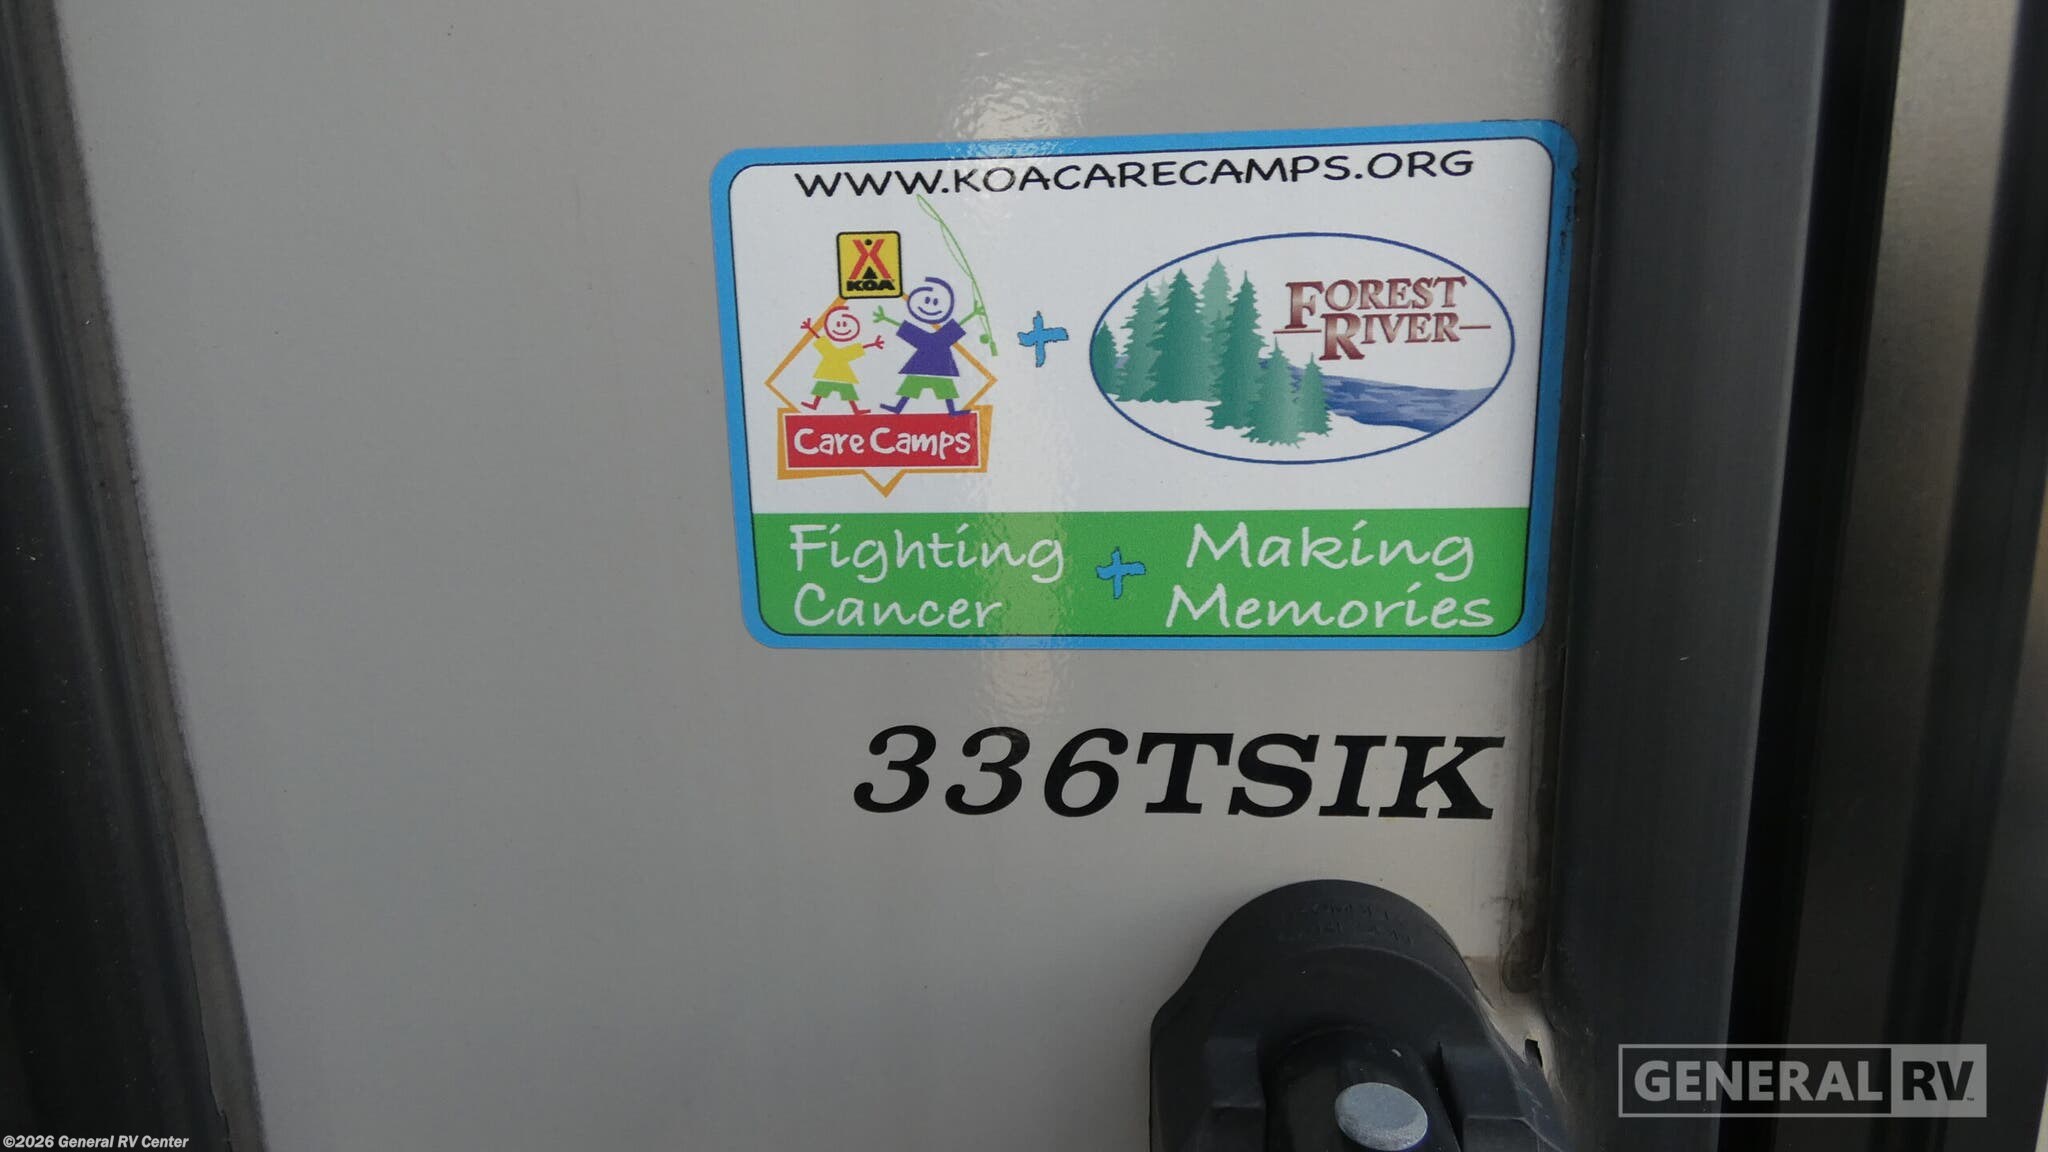 WWW.KOACARECAMPS.ORG
KOA
Care Camps
+
FOREST
RIVER
Fighting
Cancer
+
Making
Memories
336TSIK
GENERAL RV
©2026 General RV Center